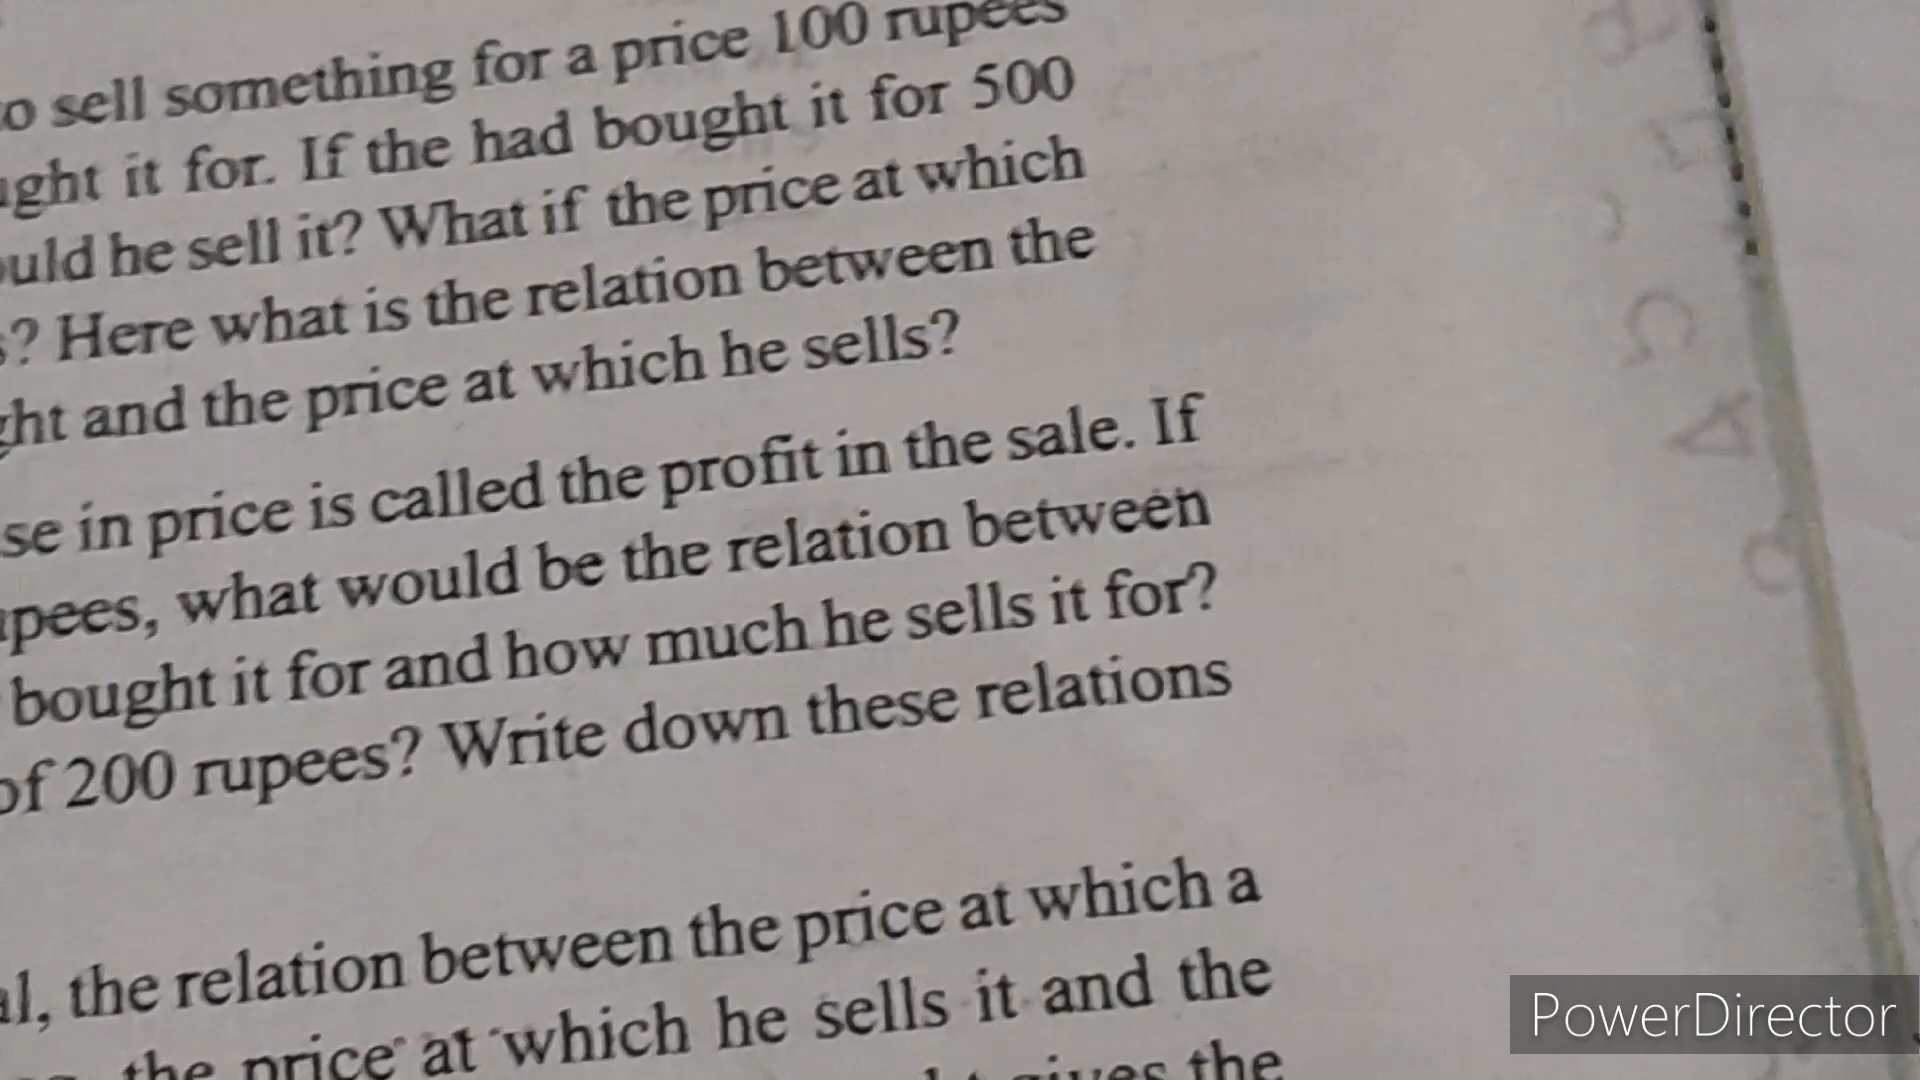 o sell something for a price 100 rupees
ght it for. If the had bought it for 500
uld he sell it? What if the price at which
s? Here what is the relation between the
ght and the price at which he sells?
se in price is called the profit in the sale. If
pees, what would be the relation between
bought it for and how much he sells it for?
of 200 rupees? Write down these relations
al, the relation between the price at which a
the price at which he sells it and the
gives the
PowerDirector